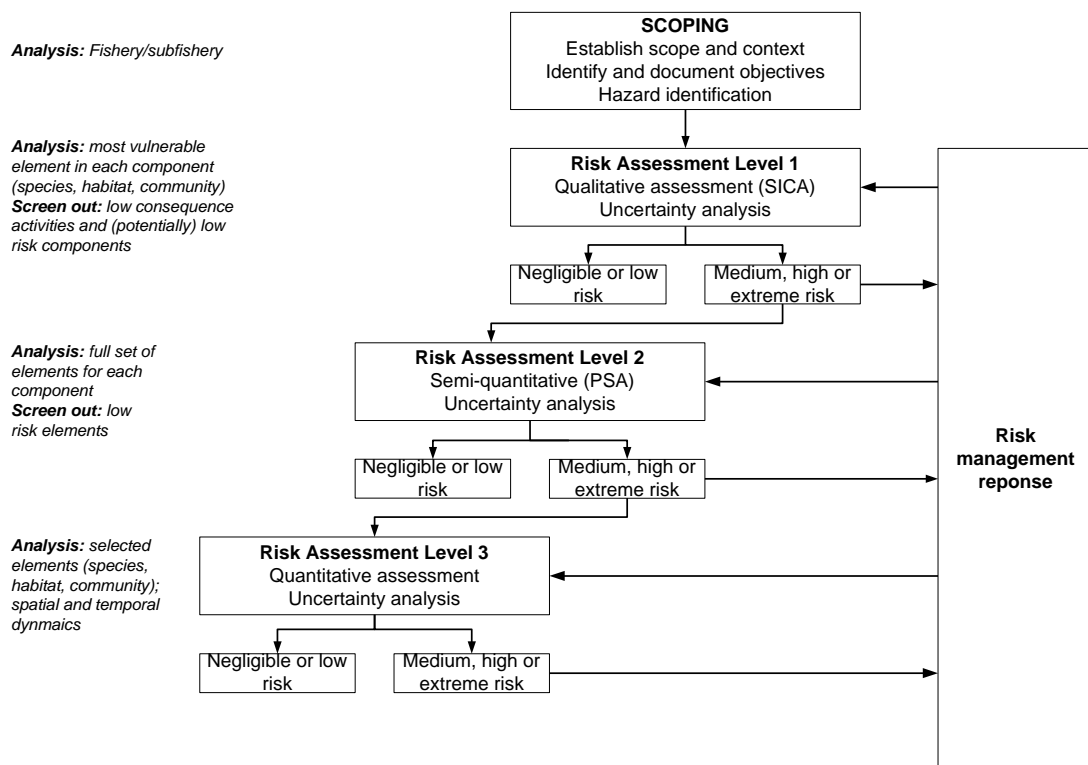 SCOPING
Establish scope and context
Identify and document objectives
Hazard identification
Analysis: Fishery/subfishery
Analysis: most vulnerable
element in each component
(species, habitat, community)
Screen out: low consequence
activities and (potentially) low
risk components
Risk Assessment Level 1
Qualitative assessment (SICA)
Uncertainty analysis
Negligible or low
risk
Medium, high or
extreme risk
Analysis: full set of
elements for each
component
Screen out: low
risk elements
Risk Assessment Level 2
Semi-quantitative (PSA)
Uncertainty analysis
Negligible or low
risk
Medium, high or
extreme risk
Risk
management
reponse
Analysis: selected
elements (species,
habitat, community);
spatial and temporal
dynmaics
Risk Assessment Level 3
Quantitative assessment
Uncertainty analysis
Negligible or low
risk
Medium, high or
extreme risk